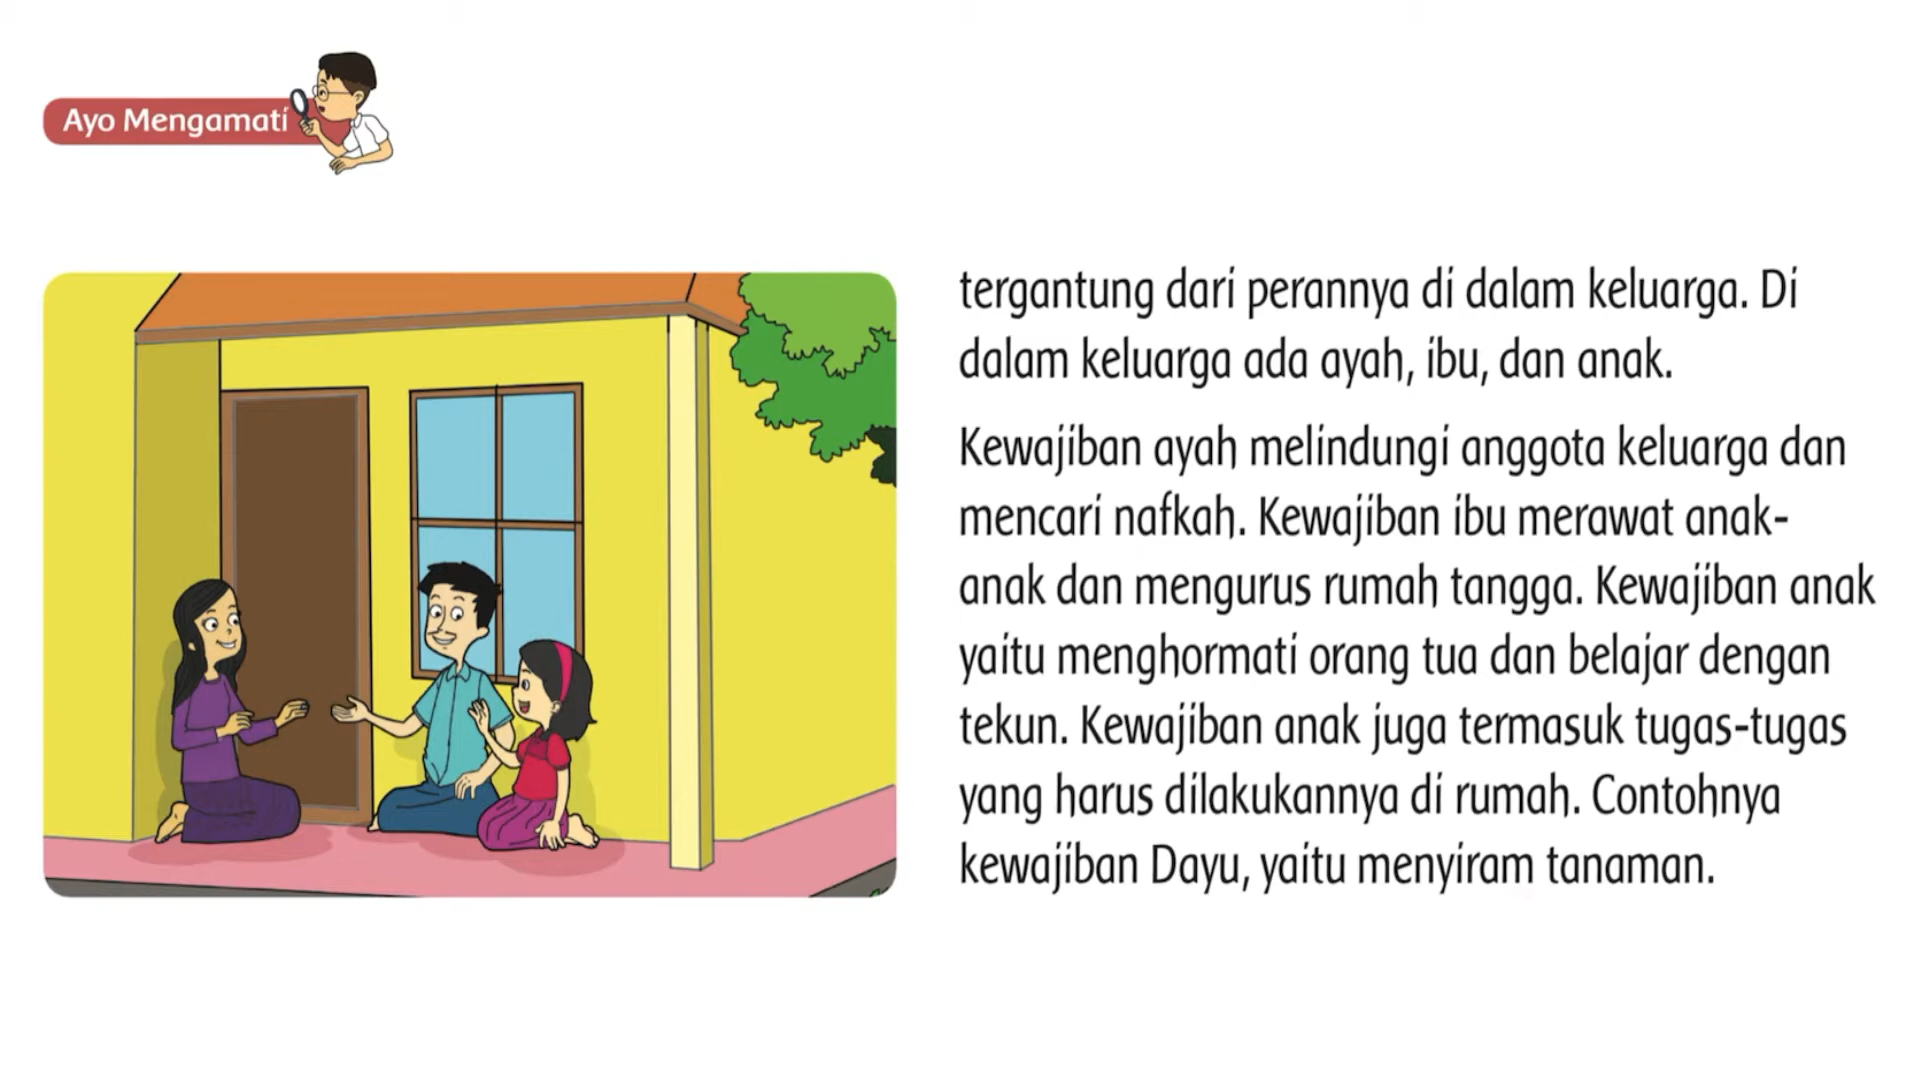 Ayo Mengamati
tergantung dari perannya di dalam keluarga. Di
dalam keluarga ada ayah, ibu, dan anak.
Kewajiban ayah melindungi anggota keluarga dan
mencari nafkah. Kewajiban ibu merawat anak-
anak dan mengurus rumah tangga. Kewajiban anak
yaitu menghormati orang tua dan belajar dengan
tekun. Kewajiban anak juga termasuk tugas-tugas
yang harus dilakukannya di rumah. Contohnya
kewajiban Dayu, yaitu menyiram tanaman.